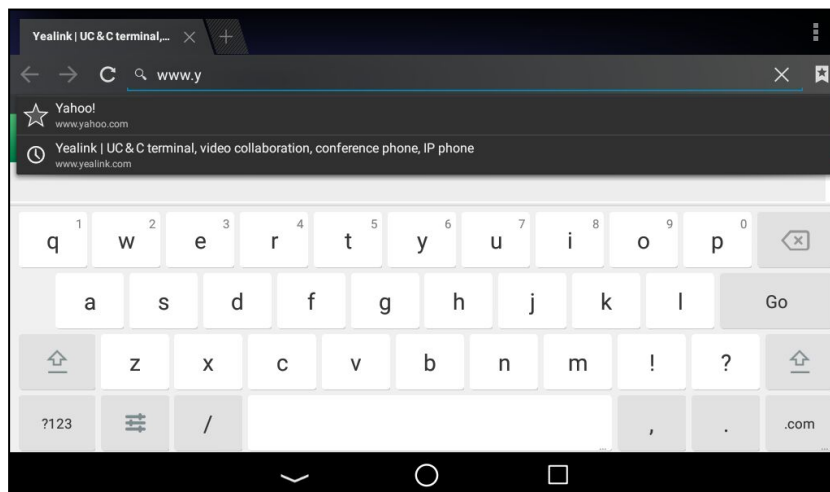 Yealink | UC & C terminal,...
www.y
Yahoo!
www.yahoo.com
Yealink | UC & C terminal, video collaboration, conference phone, IP phone
www.yealink.com
q 1 w 2 e 3 r 4 t 5 y 6 u 7 i 8 o 9 p 0
a s d f g h j k l Go
z x c v b n m ! ?
?123 / , . .com